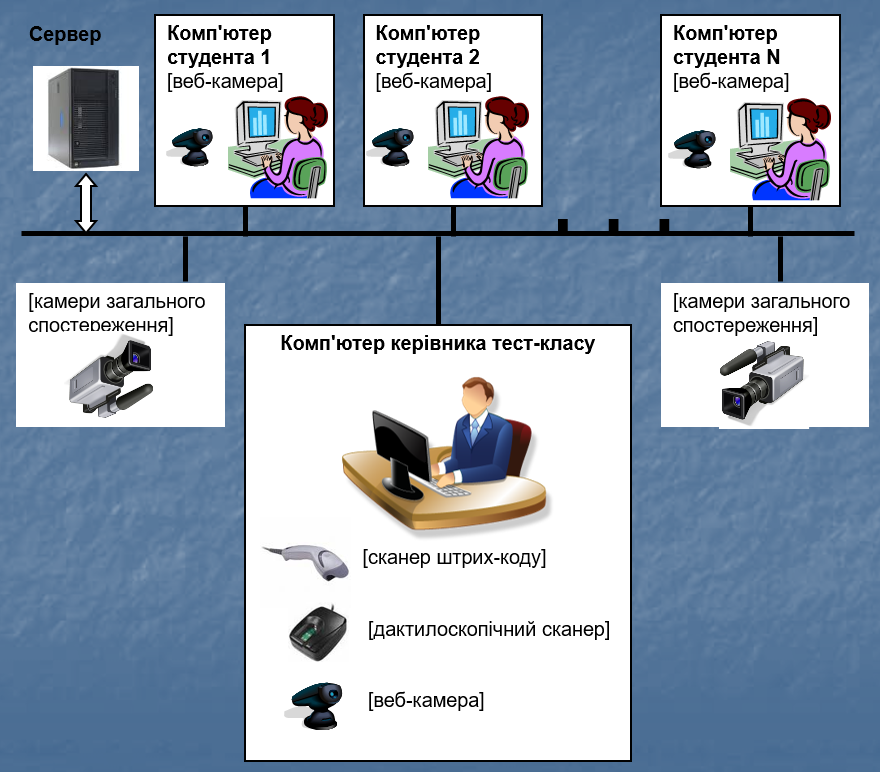 Сервер
Комп'ютер
студента 1
[веб-камера]
Комп'ютер
студента 2
[веб-камера]
Комп'ютер
студента N
[веб-камера]
[камери загального
спостереження]
[камери загального
спостереження]
Комп'ютер керівника тест-класу
[сканер штрих-коду]
[дактилоскопічний сканер]
[веб-камера]